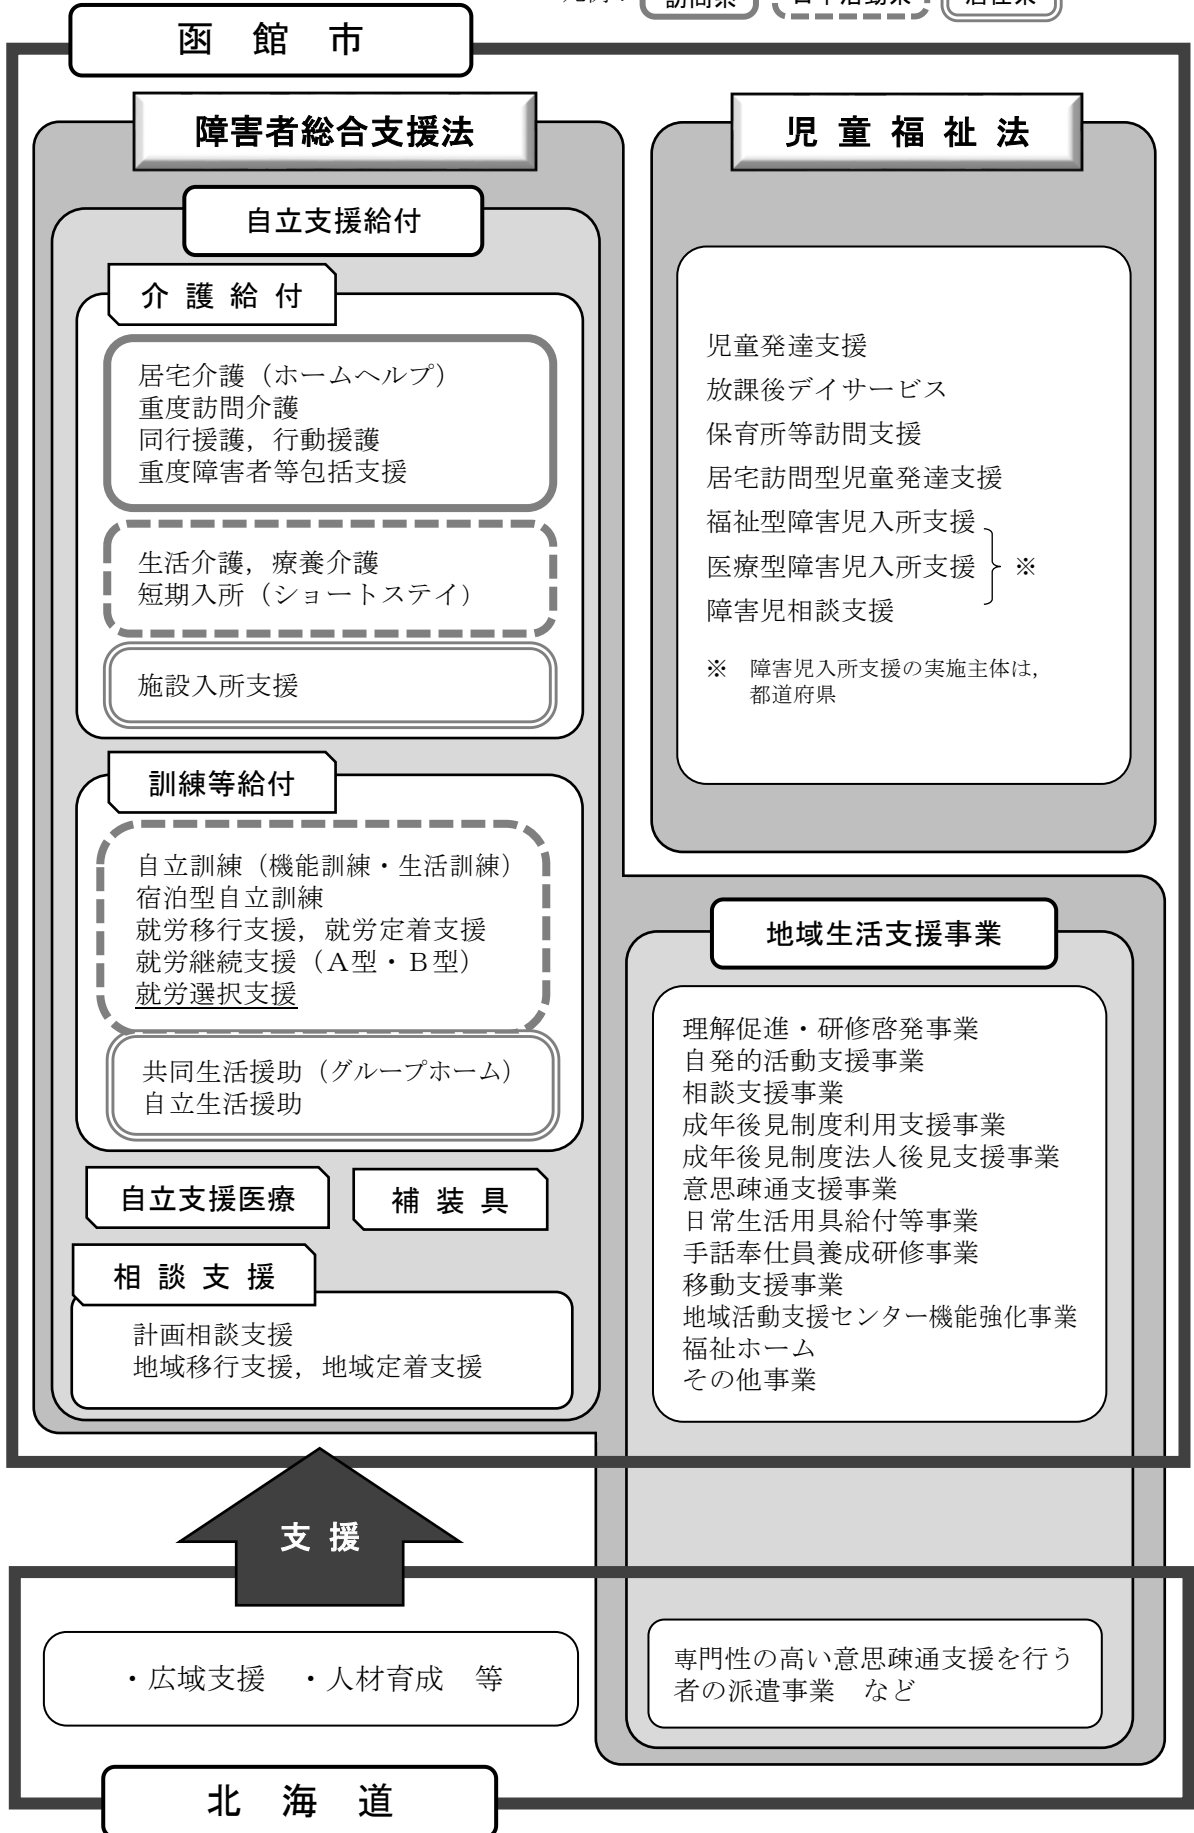 函　館　市
障害者総合支援法
自立支援給付
介 護 給 付
居宅介護（ホームヘルプ）
重度訪問介護
同行援護，行動援護
重度障害者等包括支援
生活介護，療養介護
短期入所（ショートステイ）
施設入所支援
訓練等給付
自立訓練（機能訓練・生活訓練）
宿泊型自立訓練
就労移行支援，就労定着支援
就労継続支援（Ａ型・Ｂ型）
就労選択支援
共同生活援助（グループホーム）
自立生活援助
自立支援医療
補 装 具
相 談 支 援
計画相談支援
地域移行支援，地域定着支援
児 童 福 祉 法
児童発達支援
放課後デイサービス
保育所等訪問支援
居宅訪問型児童発達支援
福祉型障害児入所支援
医療型障害児入所支援 ※
障害児相談支援
※　障害児入所支援の実施主体は，
都道府県
地域生活支援事業
理解促進・研修啓発事業
自発的活動支援事業
相談支援事業
成年後見制度利用支援事業
成年後見制度法人後見支援事業
意思疎通支援事業
日常生活用具給付等事業
手話奉仕員養成研修事業
移動支援事業
地域活動支援センター機能強化事業
福祉ホーム
その他事業
支 援
・広域支援　・人材育成　等
専門性の高い意思疎通支援を行う
者の派遣事業　など
北　海　道